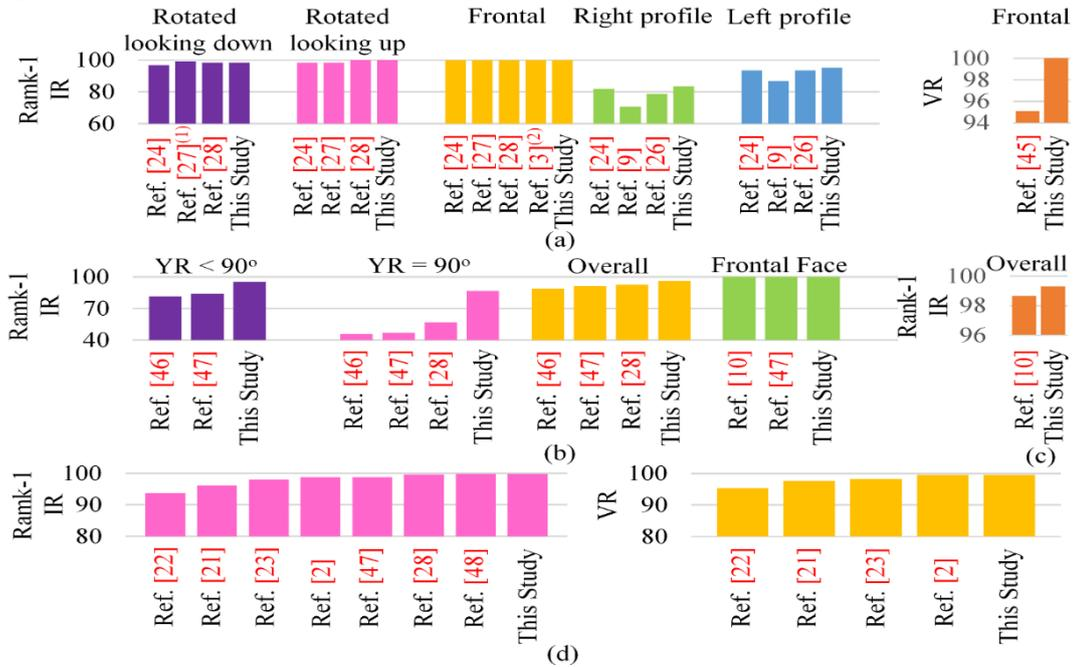 Rotated looking down
Rotated looking up
Frontal
Right profile
Left profile
Frontal
Ramk-1 IR
100
80
60
Ref. [24]
Ref. [27](1)
Ref. [28]
This Study
Ref. [24]
Ref. [27]
Ref. [28]
This Study
Ref. [24]
Ref. [27]
Ref. [28]
Ref. [3](2)
This Study
Ref. [24]
Ref. [9]
Ref. [26]
This Study
Ref. [24]
Ref. [9]
Ref. [26]
This Study
VR
100
98
96
94
Ref. [45]
This Study
(a)
YR < 90o
YR = 90o
Overall
Frontal Face
Overall
Ramk-1 IR
100
70
40
Ref. [46]
Ref. [47]
This Study
Ref. [46]
Ref. [47]
Ref. [28]
This Study
Ref. [46]
Ref. [47]
Ref. [28]
This Study
Ref. [10]
Ref. [47]
This Study
(b)
Rank-1 IR
100
98
96
Ref. [10]
This Study
(c)
Ramk-1 IR
100
90
80
Ref. [22]
Ref. [21]
Ref. [23]
Ref. [2]
Ref. [47]
Ref. [28]
Ref. [48]
This Study
VR
100
90
80
Ref. [22]
Ref. [21]
Ref. [23]
Ref. [2]
This Study
(d)